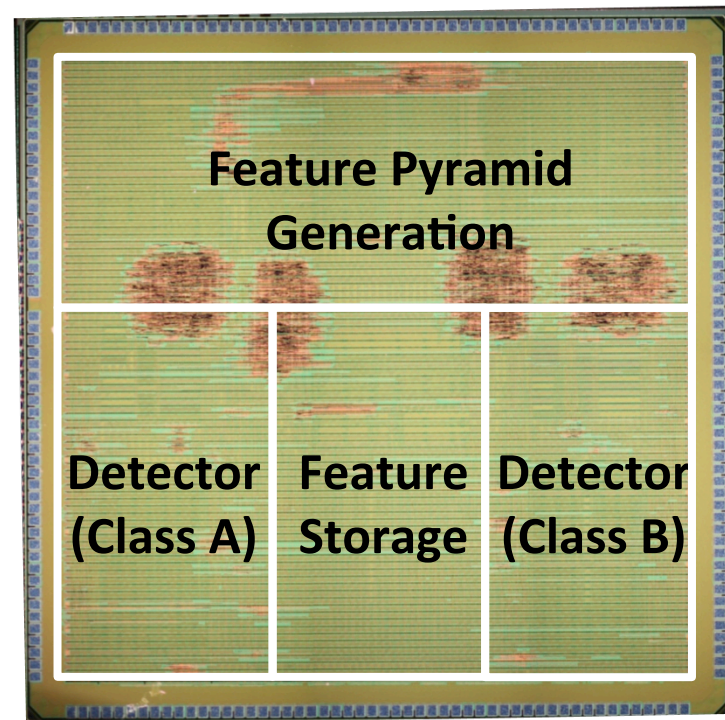 Feature Pyramid
Generation
Detector
(Class A)
Feature
Storage
Detector
(Class B)